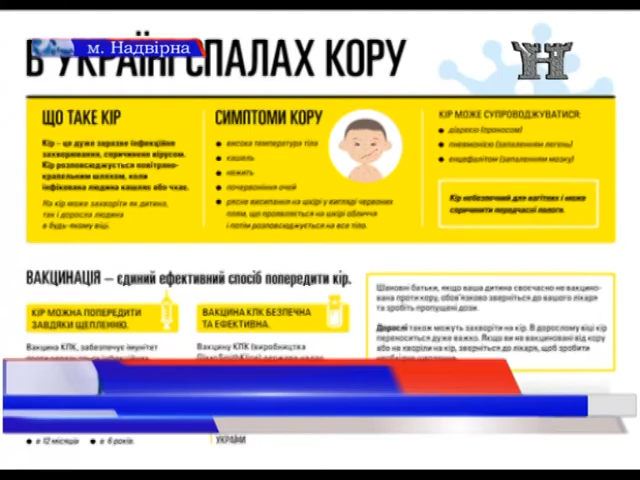 м. Надвірна
В УКРАЇНІ СПАЛАХ КОРУ
Н
ЩО ТАКЕ КІР
Кір – це дуже заразне інфекційне
захворювання, спричинене вірусом.
Кір розповсюджується повітряно-
крапельним шляхом, коли
інфікована людина кашляє або чхає.
На кір може захворіти як дитина,
так і доросла людина
в будь-якому віці.
СИМПТОМИ КОРУ
● висока температура тіла
● кашель
● нежить
● почервоніння очей
● рясне висипання на шкірі у вигляді червоних
плям, що проявляється на шкірі обличчя
і потім розповсюджується на все тіло.
КІР МОЖЕ СУПРОВОДЖУВАТИСЯ:
● діареєю (проносом)
● пневмонією (запаленням легень)
● енцефалітом (запаленням мозку)
Кір небезпечний для вагітних і може
спричинити передчасні пологи.
ВАКЦИНАЦІЯ – єдиний ефективний спосіб попередити кір.
КІР МОЖНА ПОПЕРЕДИТИ
ЗАВДЯКИ ЩЕПЛЕННЮ.
Вакцина КПК, забезпечує імунітет
ВАКЦИНА КПК БЕЗПЕЧНА
ТА ЕФЕКТИВНА.
Вакцину КПК (виробництва
Шановні батьки, якщо ваша дитина своєчасно не вакцино-
вана проти кору, обов'язково зверніться до вашого лікаря
та зробіть пропущені дози.
Дорослі також можуть захворіти на кір. В дорослому віці кір
переноситься дуже важко. Якщо ви не вакциновані від кору
або не хворіли на кір, зверніться до лікаря, щоб зробити
● в 12 місяців ● в 6 років.
УКРАЇНИ